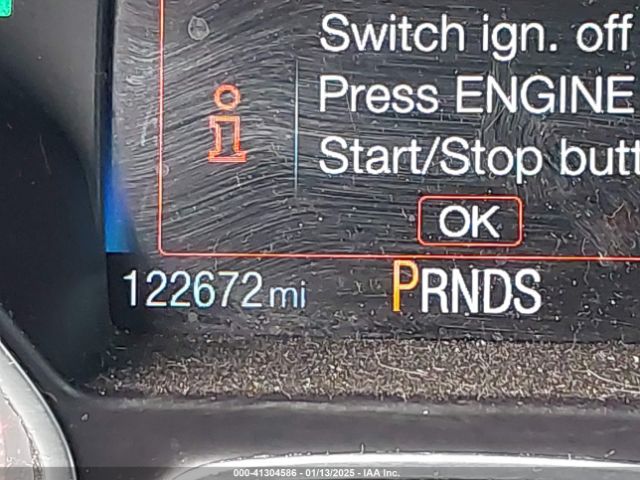 Switch ign. off
Press ENGINE
Start/Stop butt
OK
122672 mi PRNDS
000-41304586 - 01/13/2025 - IAA Inc.